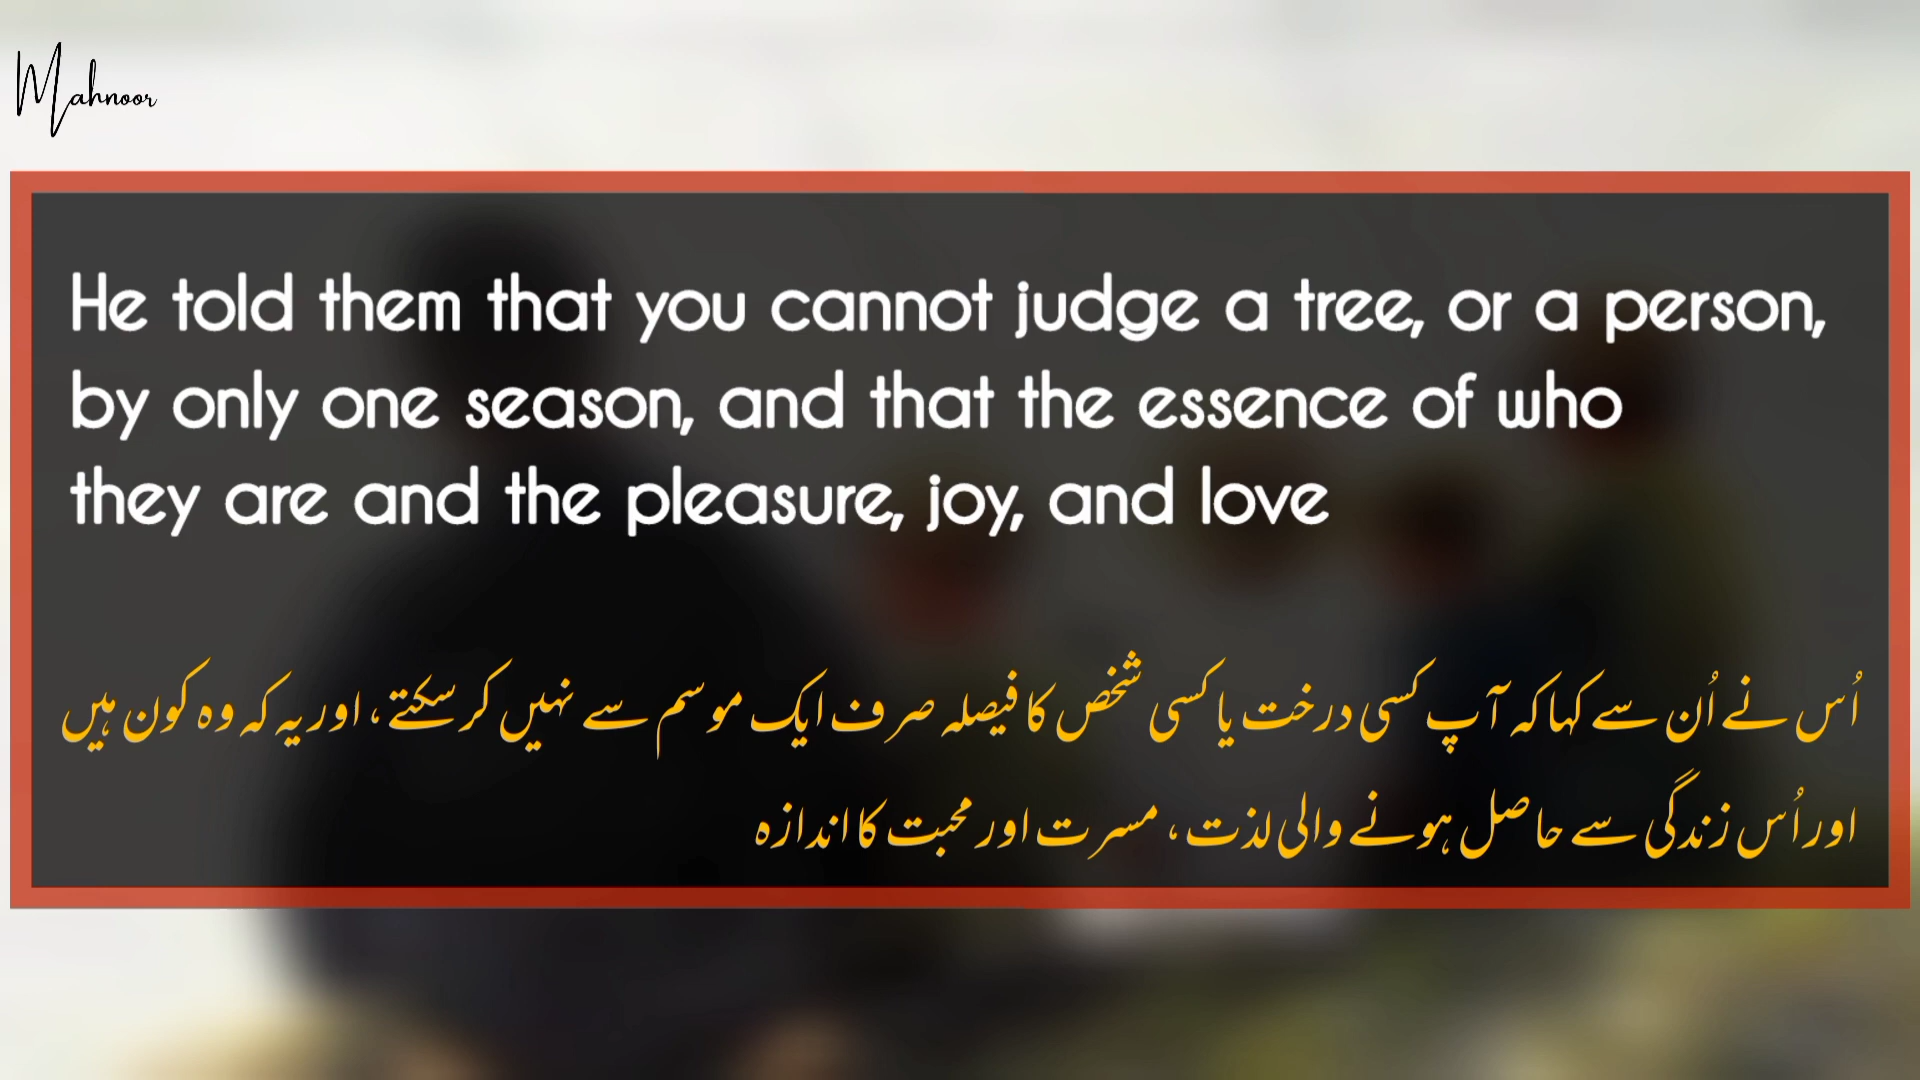 Mahnoor
He told them that you cannot judge a tree, or a person,
by only one season, and that the essence of who
they are and the pleasure, joy, and love
اُس نے اُن سے کہا کہ آپ کسی درخت یا کسی شخص کا فیصلہ صرف ایک موسم سے نہیں کر سکتے، اور یہ کہ وہ کون ہیں
اور اُس زندگی سے حاصل ہونے والی لذت، مسرت اور محبت کا اندازہ